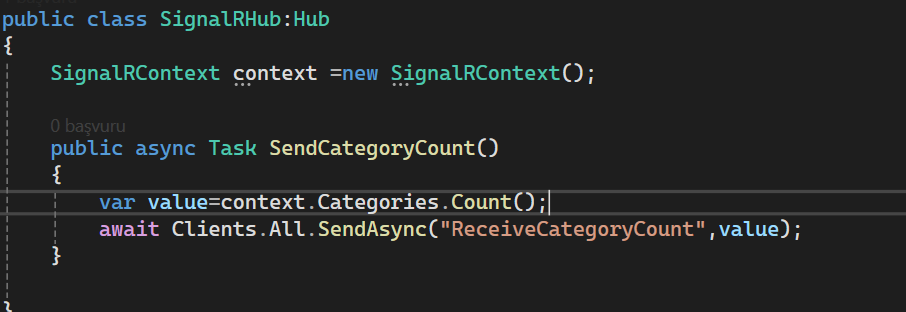 public class SignalRHub:Hub
{
SignalRContext context =new SignalRContext();
0 başvuru
public async Task SendCategoryCount()
{
var value=context.Categories.Count();
await Clients.All.SendAsync("ReceiveCategoryCount",value);
}
}